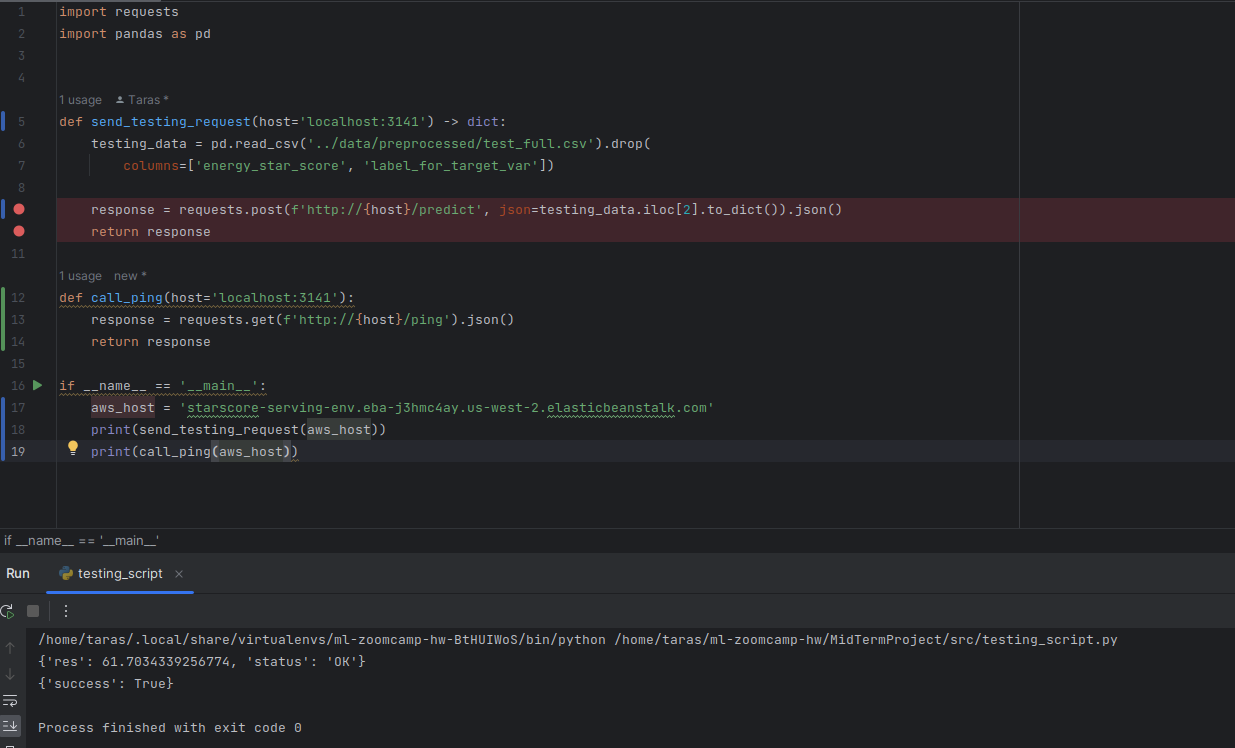 1 import requests
2 import pandas as pd
3
4
1 usage Taras *
5 def send_testing_request(host='localhost:3141') -> dict:
6     testing_data = pd.read_csv('../data/preprocessed/test_full.csv').drop(
7         columns=['energy_star_score', 'label_for_target_var'])
8
    response = requests.post(f'http://{host}/predict', json=testing_data.iloc[2].to_dict()).json()
    return response
11
1 usage new *
12 def call_ping(host='localhost:3141'):
13     response = requests.get(f'http://{host}/ping').json()
14     return response
15
16 if __name__ == '__main__':
17     aws_host = 'starscore-serving-env.eba-j3hmc4ay.us-west-2.elasticbeanstalk.com'
18     print(send_testing_request(aws_host))
19     print(call_ping(aws_host))
if __name__ == '__main__'
Run testing_script ×
/home/taras/.local/share/virtualenvs/ml-zoomcamp-hw-BtHUIWoS/bin/python /home/taras/ml-zoomcamp-hw/MidTermProject/src/testing_script.py
{'res': 61.7034339256774, 'status': 'OK'}
{'success': True}
Process finished with exit code 0